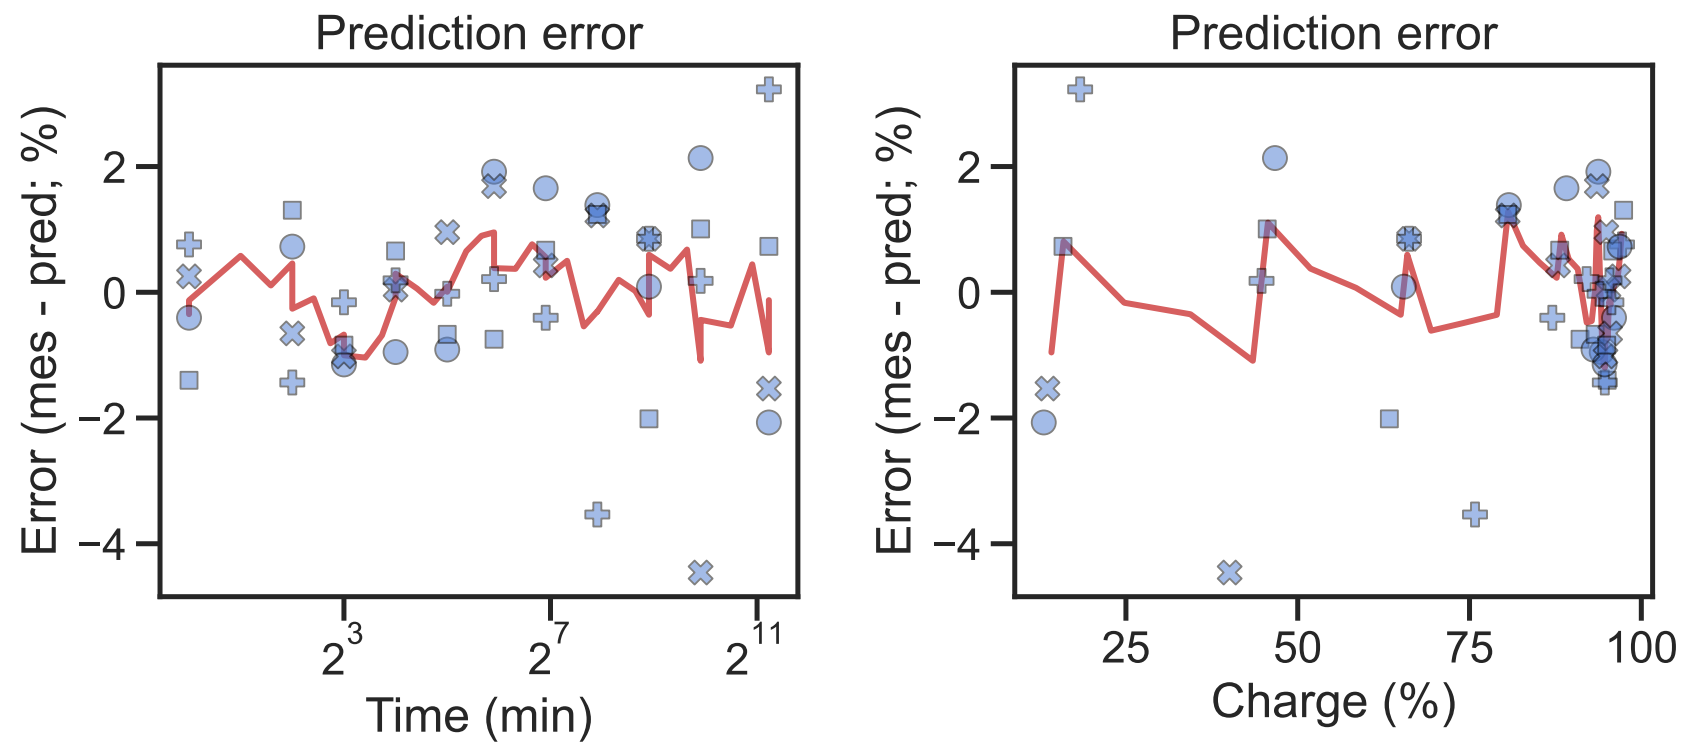 Prediction error
Error (mes - pred; %)
2
0
−2
−4
2^3
2^7
2^11
Time (min)
Prediction error
Error (mes - pred; %)
2
0
−2
−4
25
50
75
100
Charge (%)